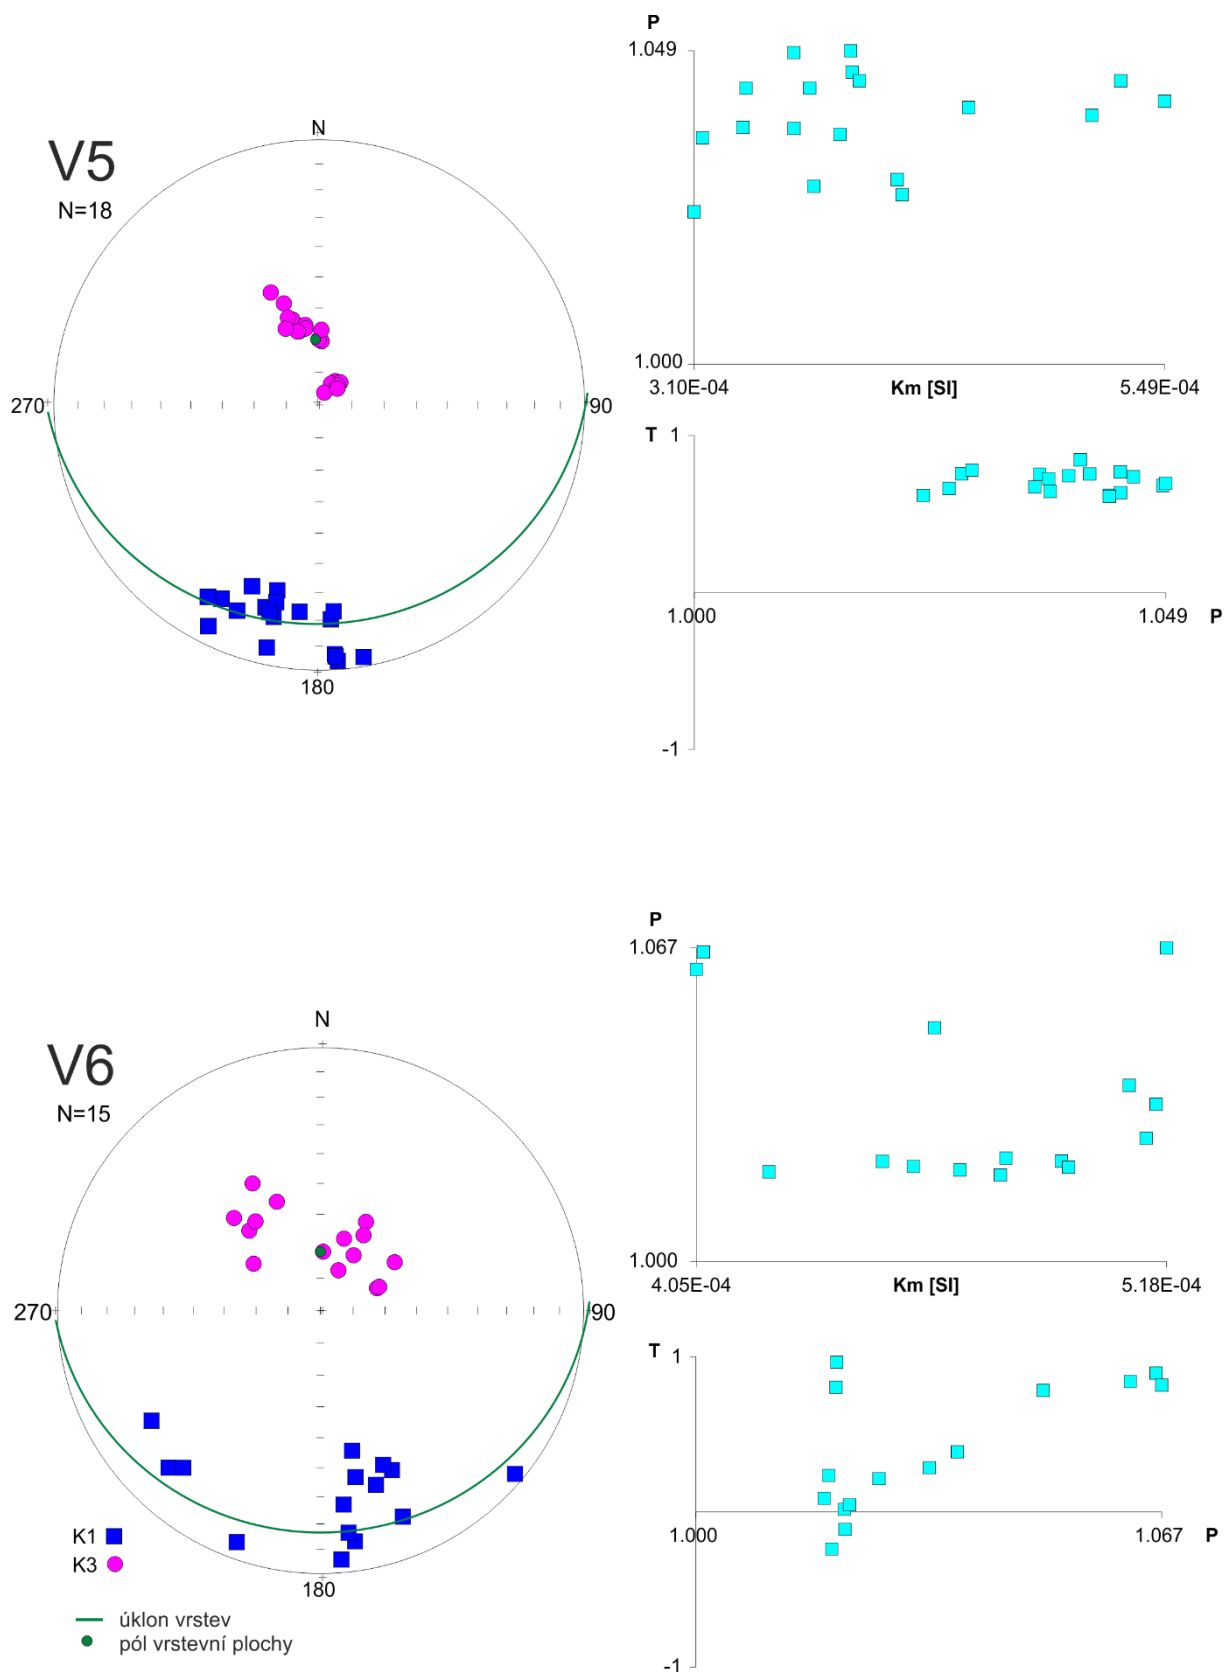 V5
N=18
N
270
90
180
P
1.049
1.000
3.10E-04
Km [SI]
5.49E-04
T
1
1.000
1.049
P
-1
V6
N=15
N
270
90
180
K1
K3
úklon vrstev
pól vrstevní plochy
P
1.067
1.000
4.05E-04
Km [SI]
5.18E-04
T
1
1.000
1.067
P
-1